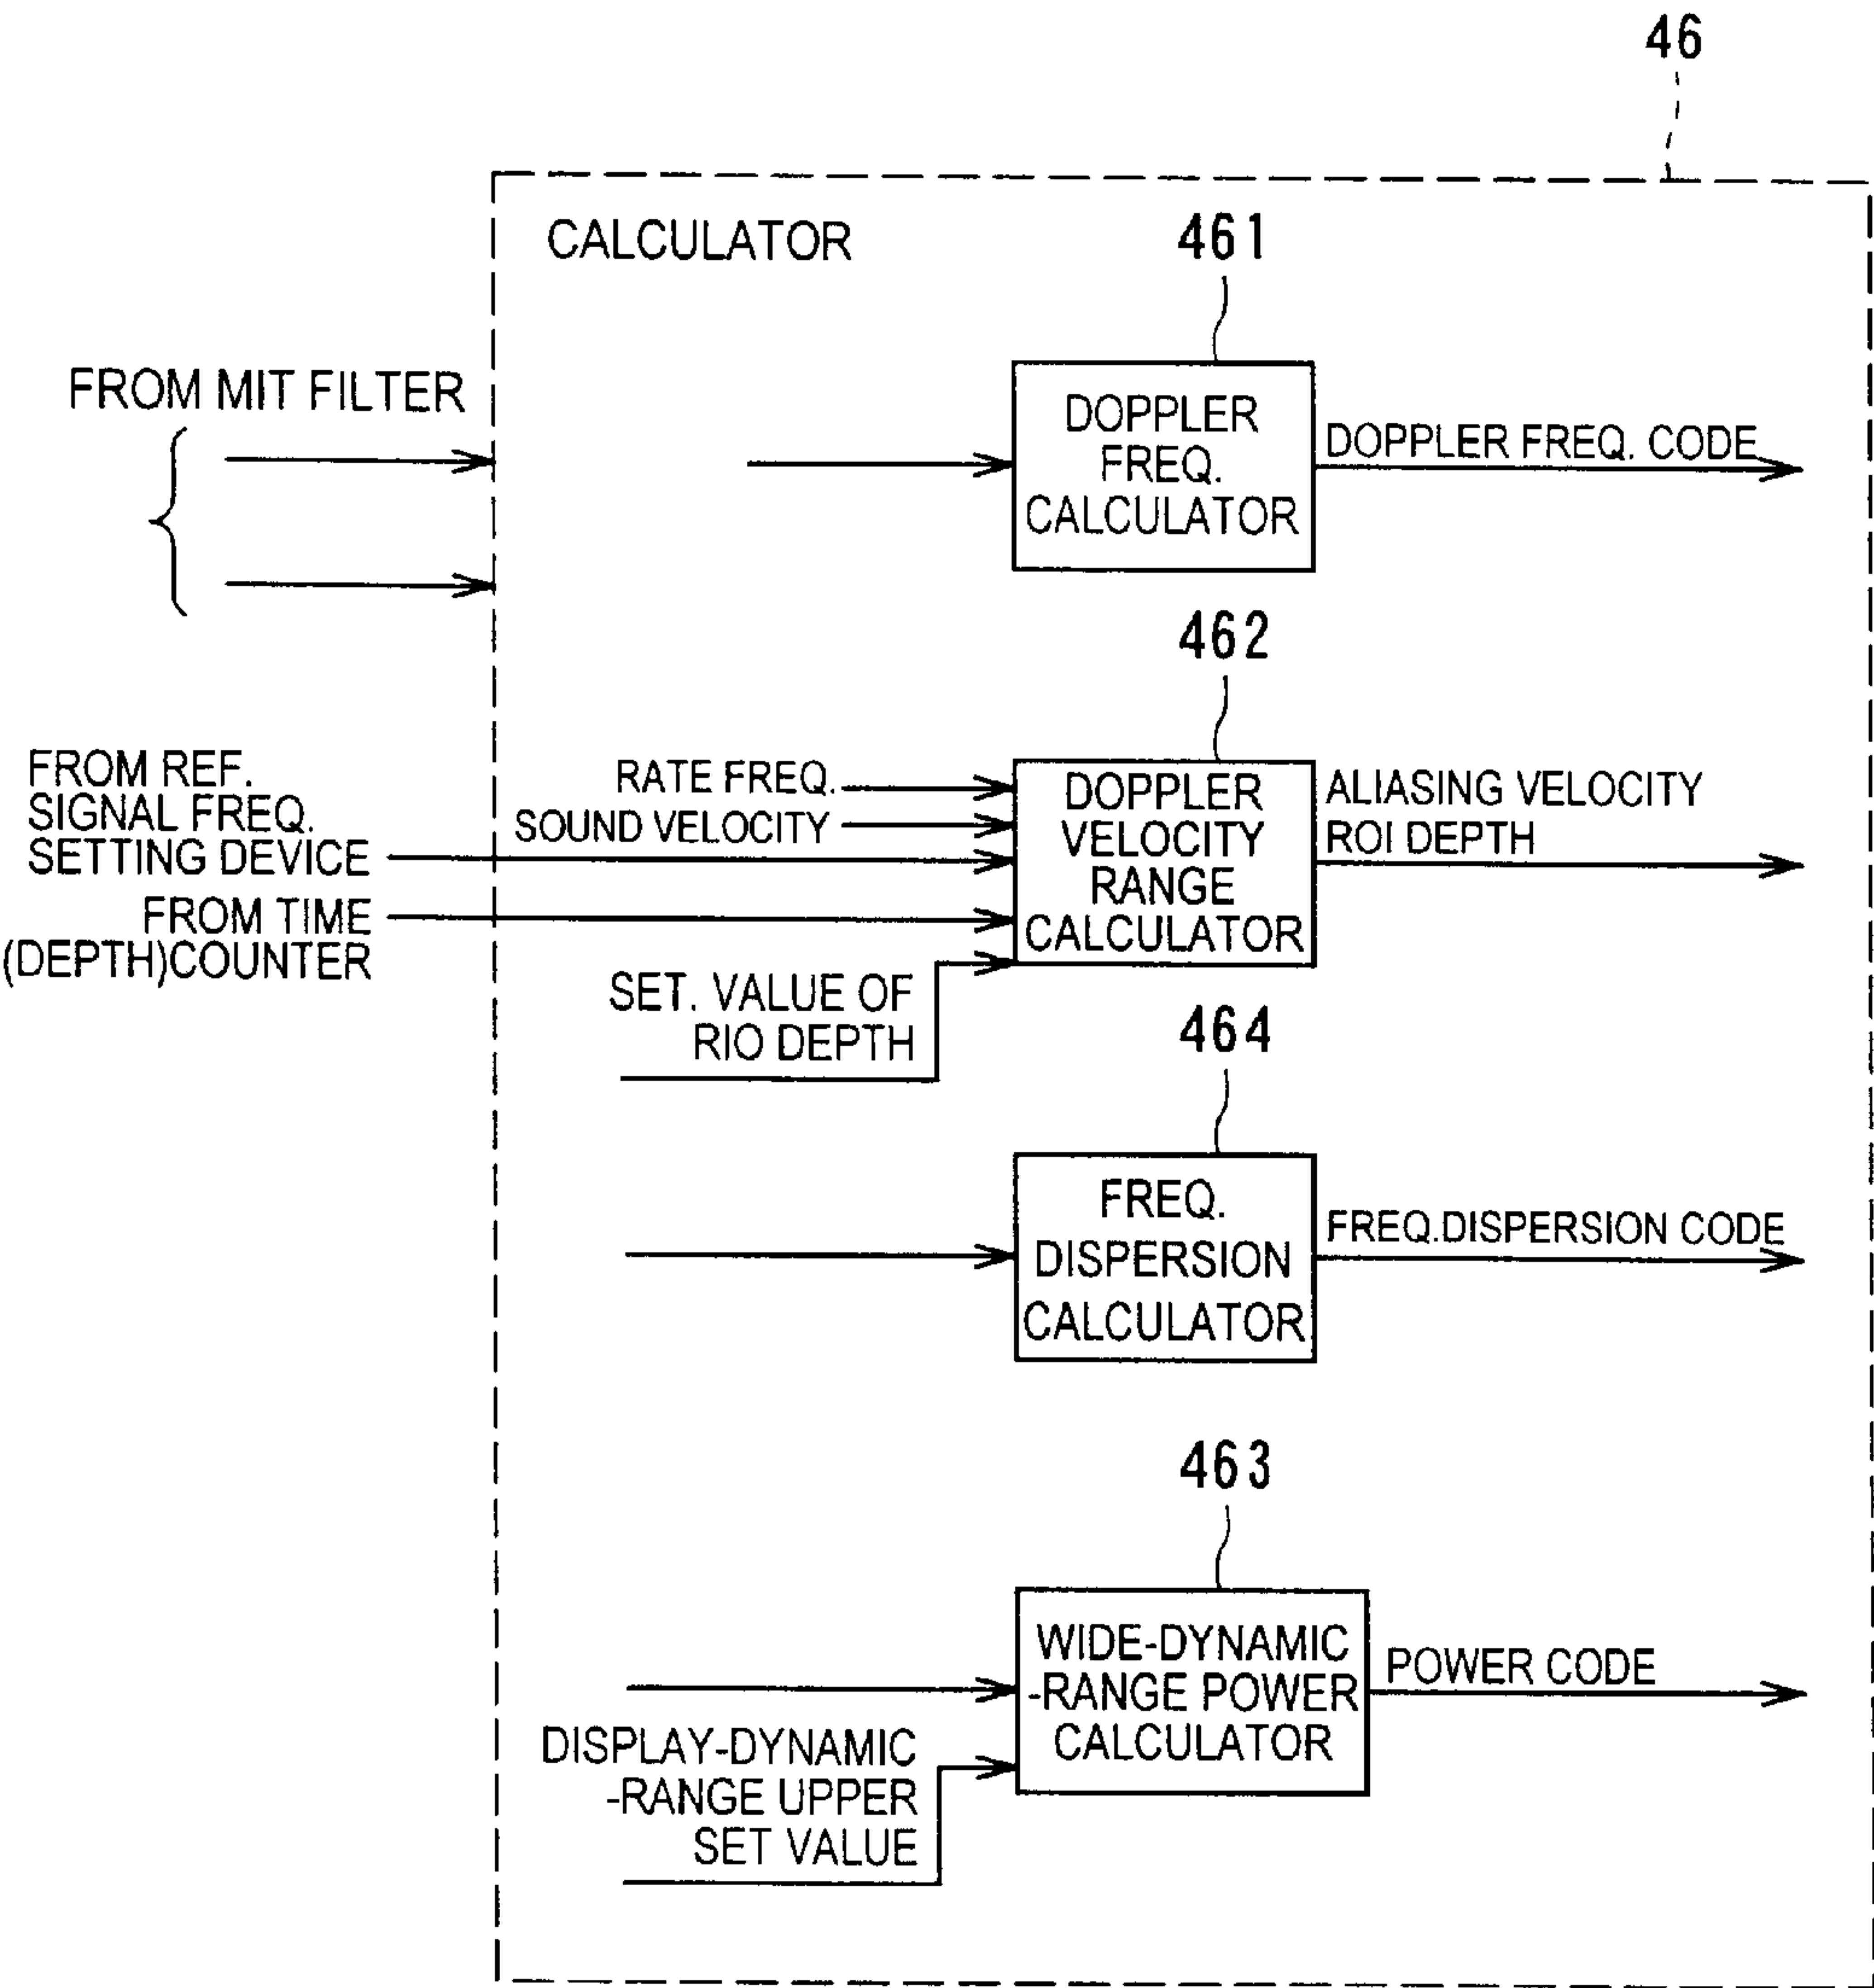 46
CALCULATOR
461
FROM MIT FILTER
DOPPLER
FREQ.
CALCULATOR
DOPPLER FREQ. CODE
462
FROM REF.
SIGNAL FREQ.
SETTING DEVICE
FROM TIME
(DEPTH)COUNTER
RATE FREQ.
SOUND VELOCITY
SET. VALUE OF
RIO DEPTH
DOPPLER
VELOCITY
RANGE
CALCULATOR
ALIASING VELOCITY
ROI DEPTH
464
FREQ.
DISPERSION
CALCULATOR
FREQ.DISPERSION CODE
463
WIDE-DYNAMIC
-RANGE POWER
CALCULATOR
POWER CODE
DISPLAY-DYNAMIC
-RANGE UPPER
SET VALUE